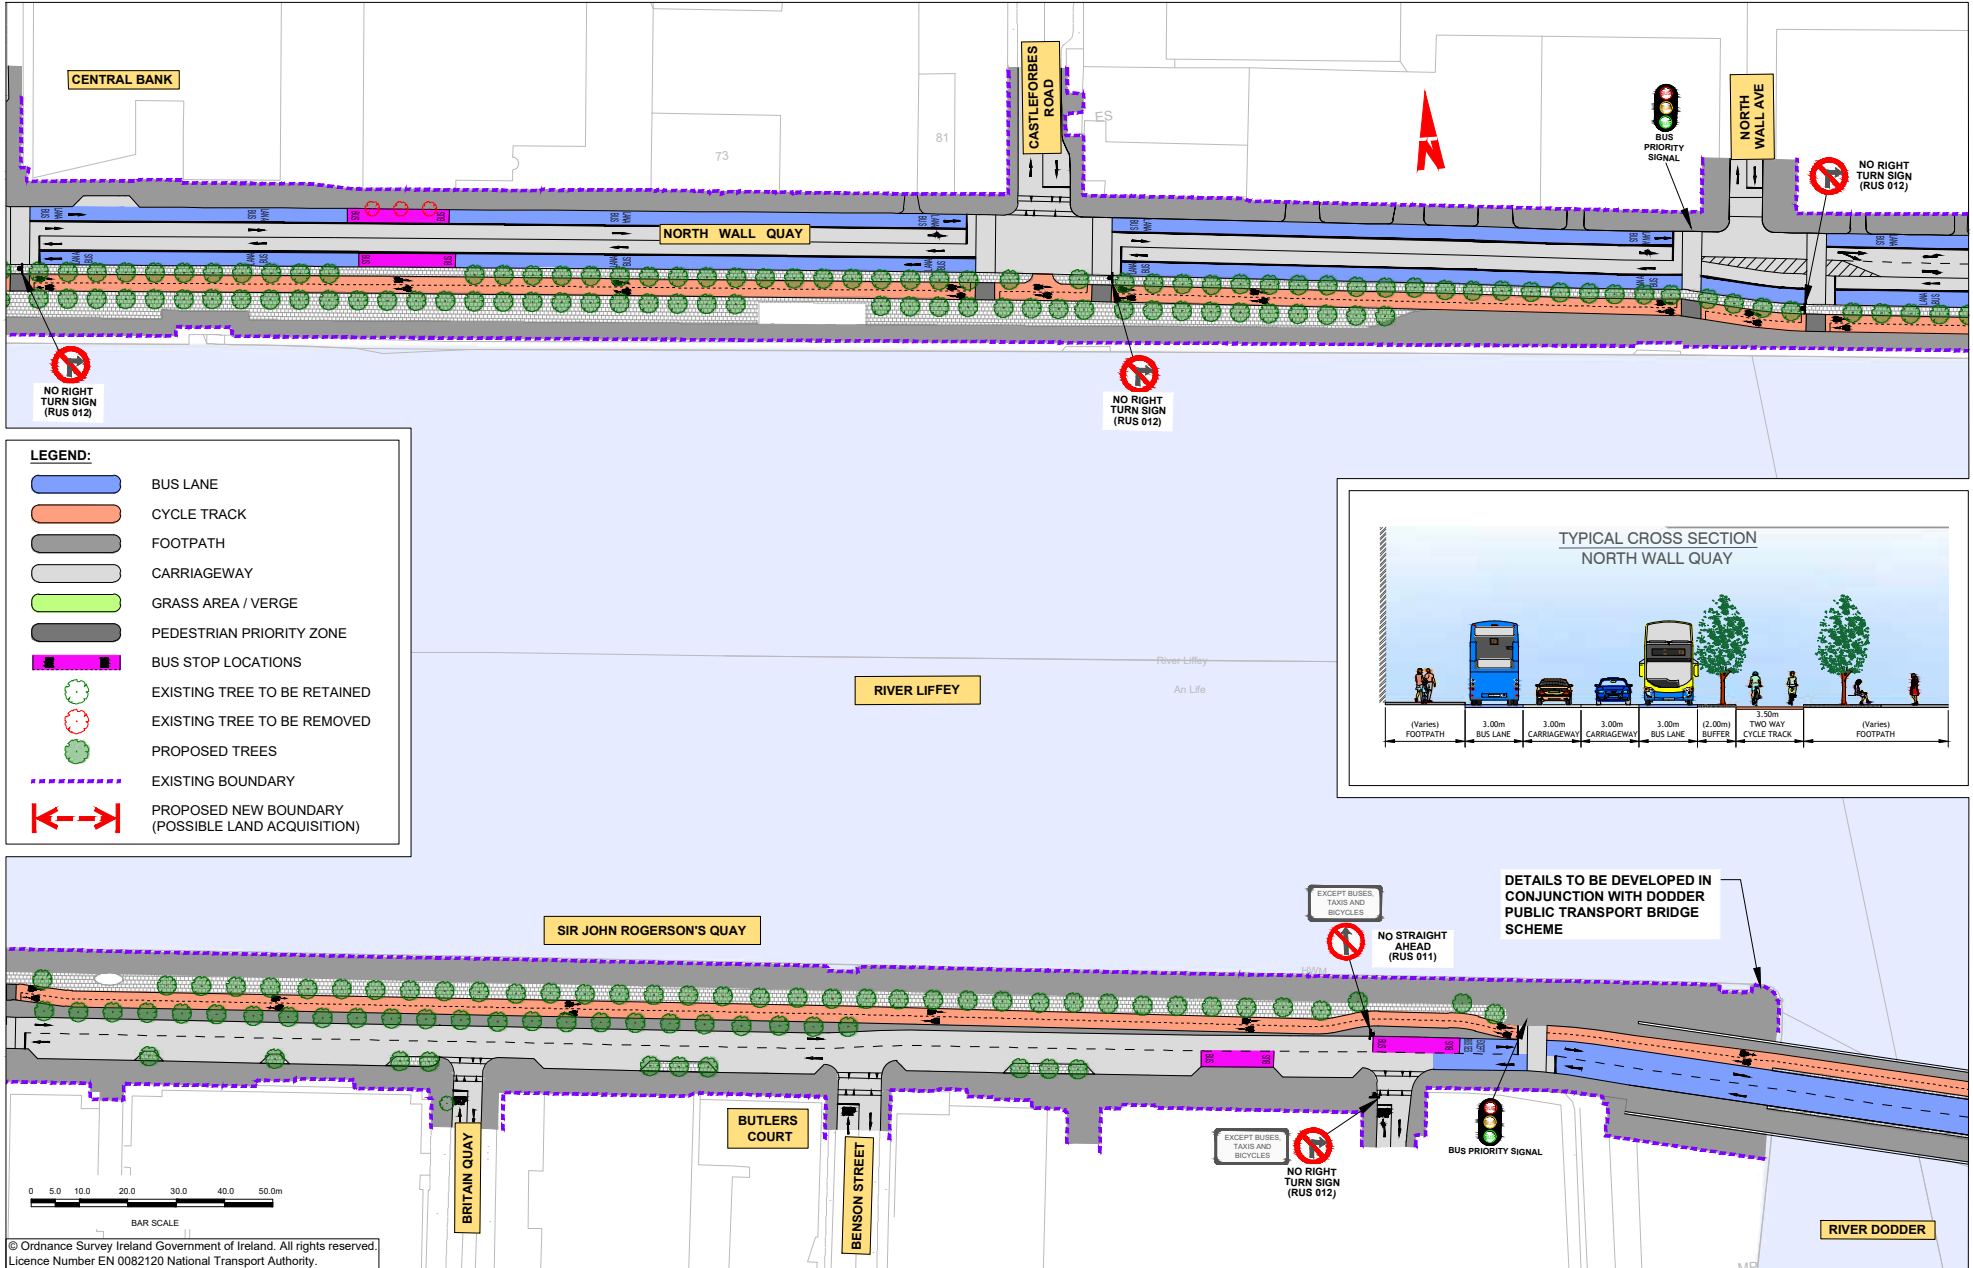 CENTRAL BANK
73
81
CASTLEFORBES
ROAD
ES
BUS
PRIORITY
SIGNAL
NORTH
WALL AVE
NO RIGHT
TURN SIGN
(RUS 012)
NORTH WALL QUAY
NO RIGHT
TURN SIGN
(RUS 012)
NO RIGHT
TURN SIGN
(RUS 012)
LEGEND:
BUS LANE
CYCLE TRACK
FOOTPATH
CARRIAGEWAY
GRASS AREA / VERGE
PEDESTRIAN PRIORITY ZONE
BUS STOP LOCATIONS
EXISTING TREE TO BE RETAINED
EXISTING TREE TO BE REMOVED
PROPOSED TREES
EXISTING BOUNDARY
PROPOSED NEW BOUNDARY
(POSSIBLE LAND ACQUISITION)
TYPICAL CROSS SECTION
NORTH WALL QUAY
(Varies)
FOOTPATH
3.00m
BUS LANE
3.00m
CARRIAGEWAY
3.00m
CARRIAGEWAY
3.00m
BUS LANE
(2.00m)
BUFFER
3.50m
TWO WAY
CYCLE TRACK
(Varies)
FOOTPATH
River Liffey
An Life
RIVER LIFFEY
SIR JOHN ROGERSON'S QUAY
EXCEPT BUSES,
TAXIS AND
BICYCLES
NO STRAIGHT
AHEAD
(RUS 011)
HWM
DETAILS TO BE DEVELOPED IN
CONJUNCTION WITH DODDER
PUBLIC TRANSPORT BRIDGE
SCHEME
BRITAIN QUAY
BUTLERS
COURT
BENSON STREET
EXCEPT BUSES,
TAXIS AND
BICYCLES
NO RIGHT
TURN SIGN
(RUS 012)
BUS PRIORITY SIGNAL
RIVER DODDER
0 5.0 10.0 20.0 30.0 40.0 50.0m
BAR SCALE
© Ordnance Survey Ireland Government of Ireland. All rights reserved.
Licence Number EN 0082120 National Transport Authority.